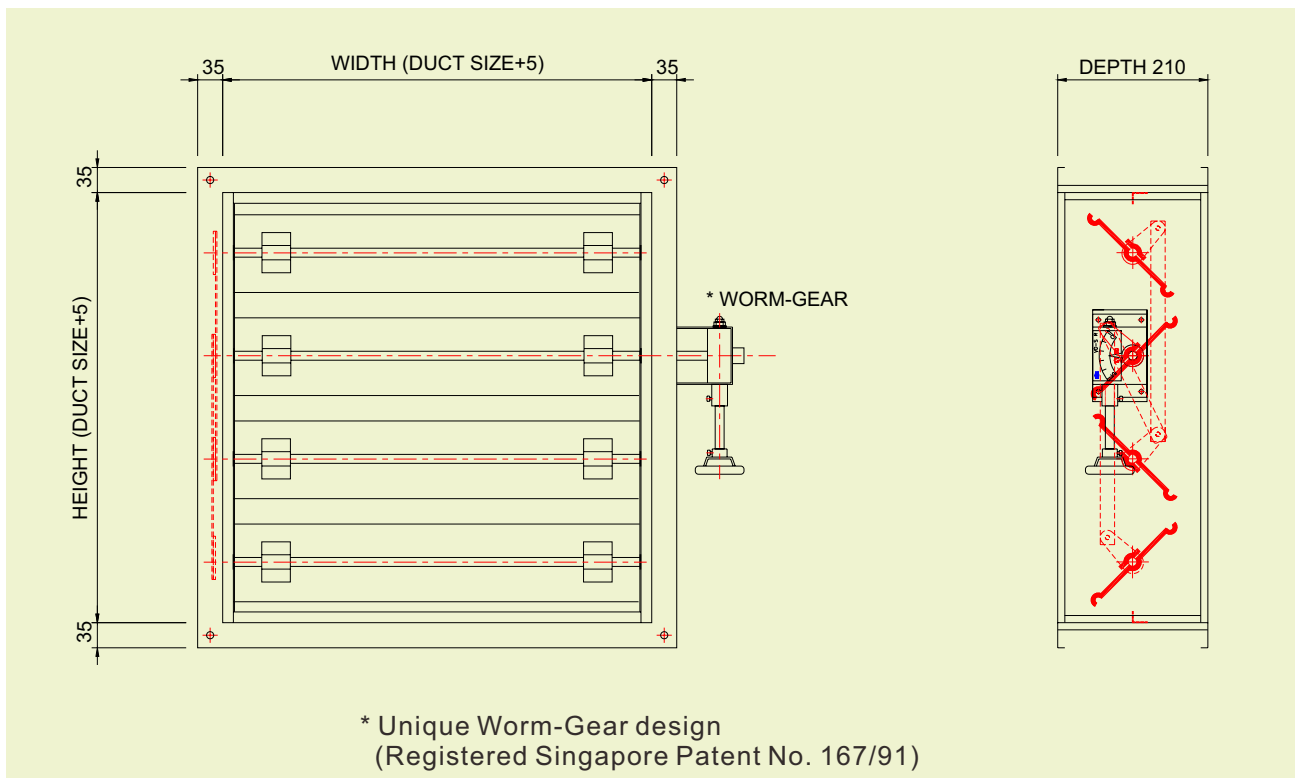 35
WIDTH (DUCT SIZE+5)
35
DEPTH 210
35
HEIGHT (DUCT SIZE+5)
35
* WORM-GEAR
* Unique Worm-Gear design
(Registered Singapore Patent No. 167/91)